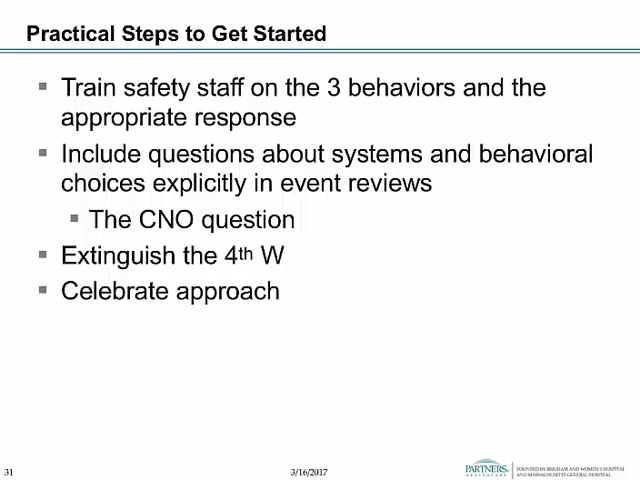 Practical Steps to Get Started
Train safety staff on the 3 behaviors and the
appropriate response
Include questions about systems and behavioral
choices explicitly in event reviews
The CNO question
Extinguish the 4th W
Celebrate approach
31
3/16/2017
PARTNERS.
HEALTHCARE
FOUNDED BY BRIGHAM AND WOMEN'S HOSPITAL
AND MASSACHUSETTS GENERAL HOSPITAL